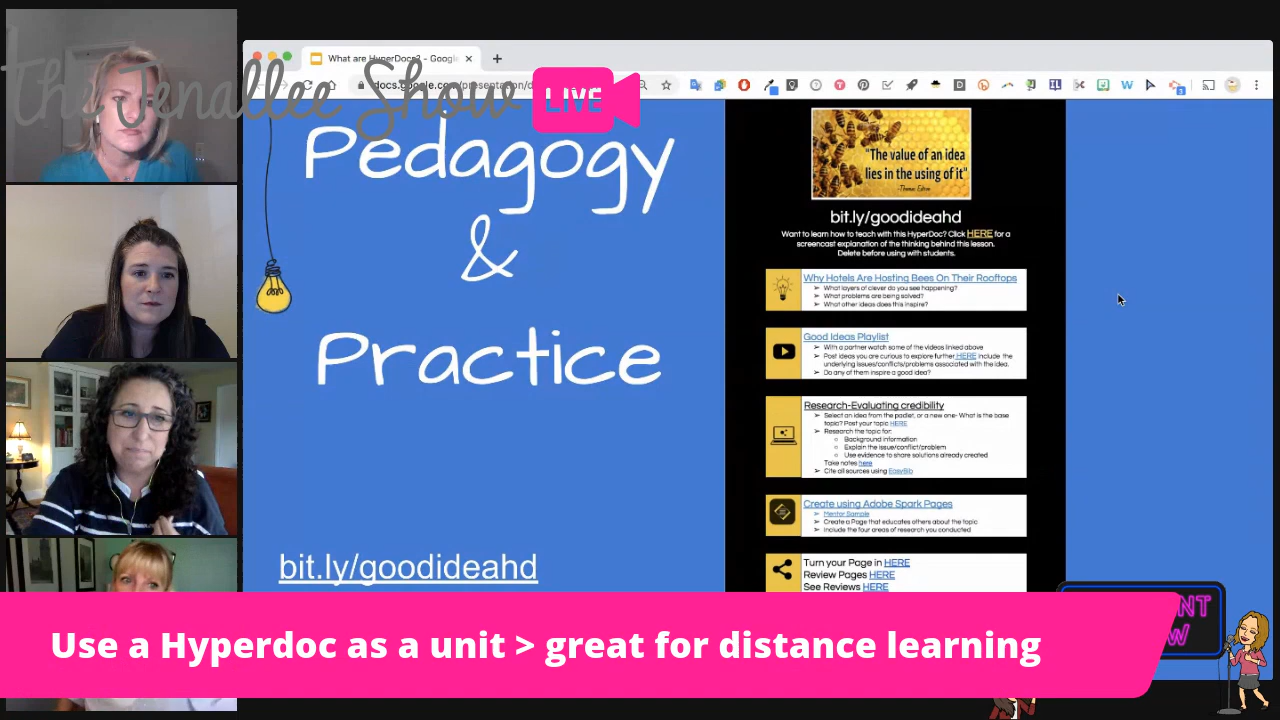 What are HyperDocs? - Google
docs.google.com/presentation/d
the Jenallee Show
LIVE
Pedagogy
&
Practice
bit.ly/goodideahd
"The value of an idea
lies in the using of it"
-Thomas Edison
bit.ly/goodideahd
Want to learn how to teach with this HyperDoc? Click HERE for a
screencast explanation of the thinking behind this lesson.
Delete before using with students.
Why Hotels Are Hosting Bees On Their Rooftops
➢ What layers of clever do you see happening?
➢ What problems are being solved?
➢ What other ideas does this inspire?
Good Ideas Playlist
➢ With a partner watch some of the videos linked above
➢ Post ideas you are curious to explore further HERE Include the
underlying issues/conflicts/problems associated with the idea.
➢ Do any of them inspire a good idea?
Research-Evaluating credibility
➢ Select an idea from the padlet, or a new one- What is the base
topic? Post your topic HERE
➢ Research the topic for:
○ Background information
○ Explain the issue/conflict/problem
○ Use evidence to share solutions already created
Take notes here
➢ Cite all sources using EasyBib
Create using Adobe Spark Pages
➢ Mentor Sample
➢ Create a Page that educates others about the topic
➢ Include the four areas of research you conducted
Turn your Page in HERE
Review Pages HERE
See Reviews HERE
Use a Hyperdoc as a unit > great for distance learning